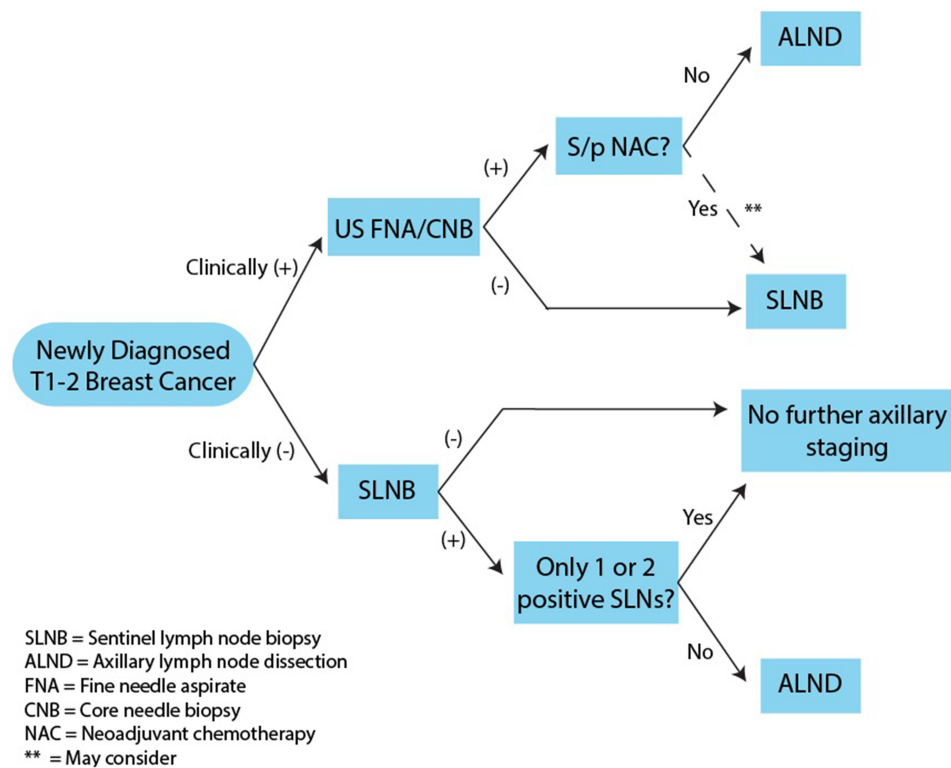 ALND
No
S/p NAC?
(+)
Yes
**
US FNA/CNB
Clinically (+)
(-)
SLNB
Newly Diagnosed
T1-2 Breast Cancer
No further axillary
staging
(-)
Clinically (-)
SLNB
(+)
Yes
Only 1 or 2
positive SLNs?
No
ALND
SLNB = Sentinel lymph node biopsy
ALND = Axillary lymph node dissection
FNA = Fine needle aspirate
CNB = Core needle biopsy
NAC = Neoadjuvant chemotherapy
** = May consider